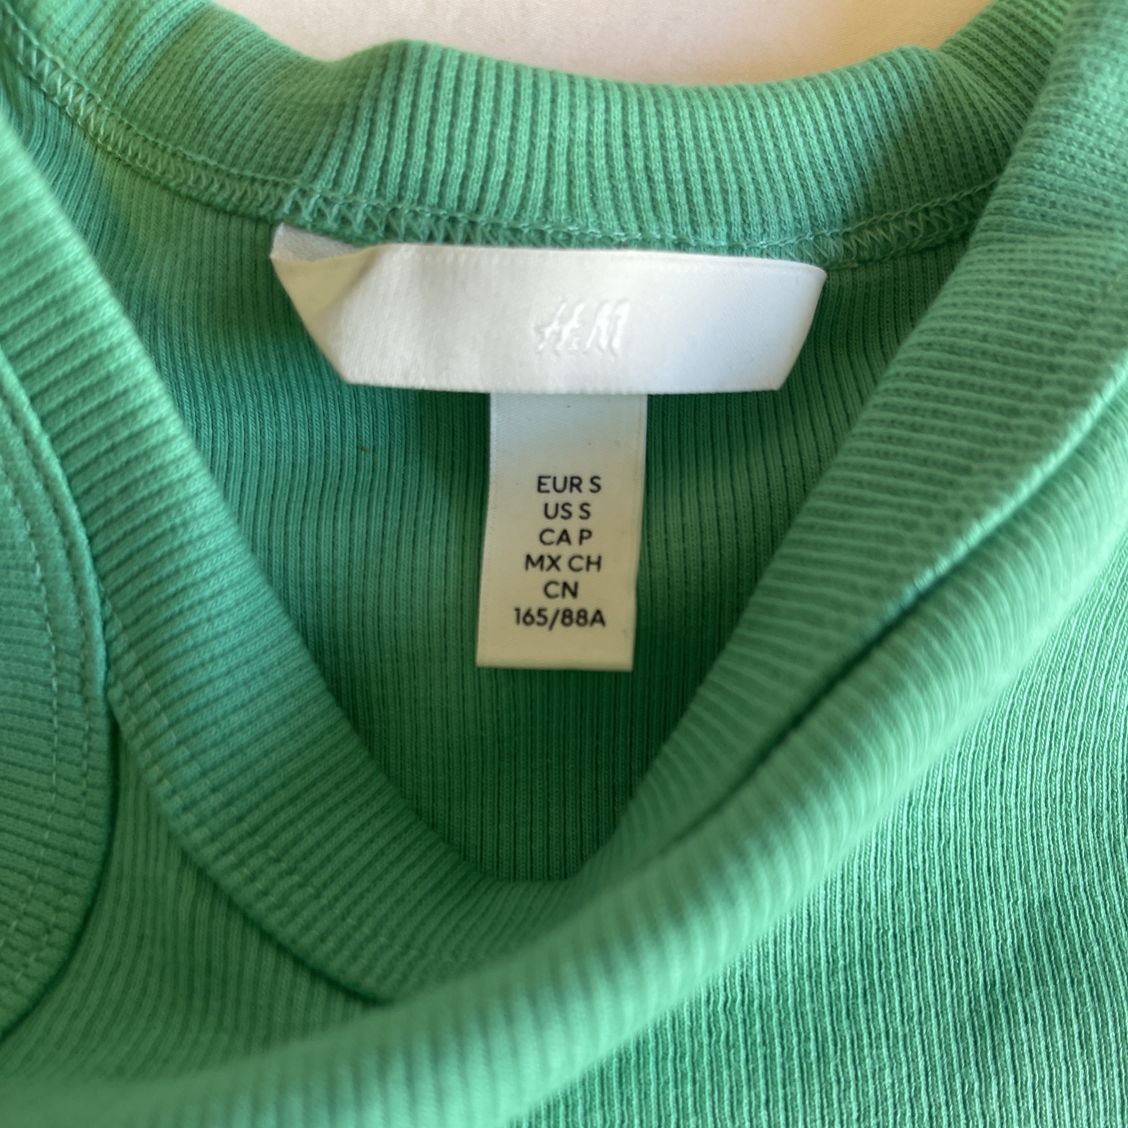 H&M
EUR S
US S
CA P
MX CH
CN
165/88A